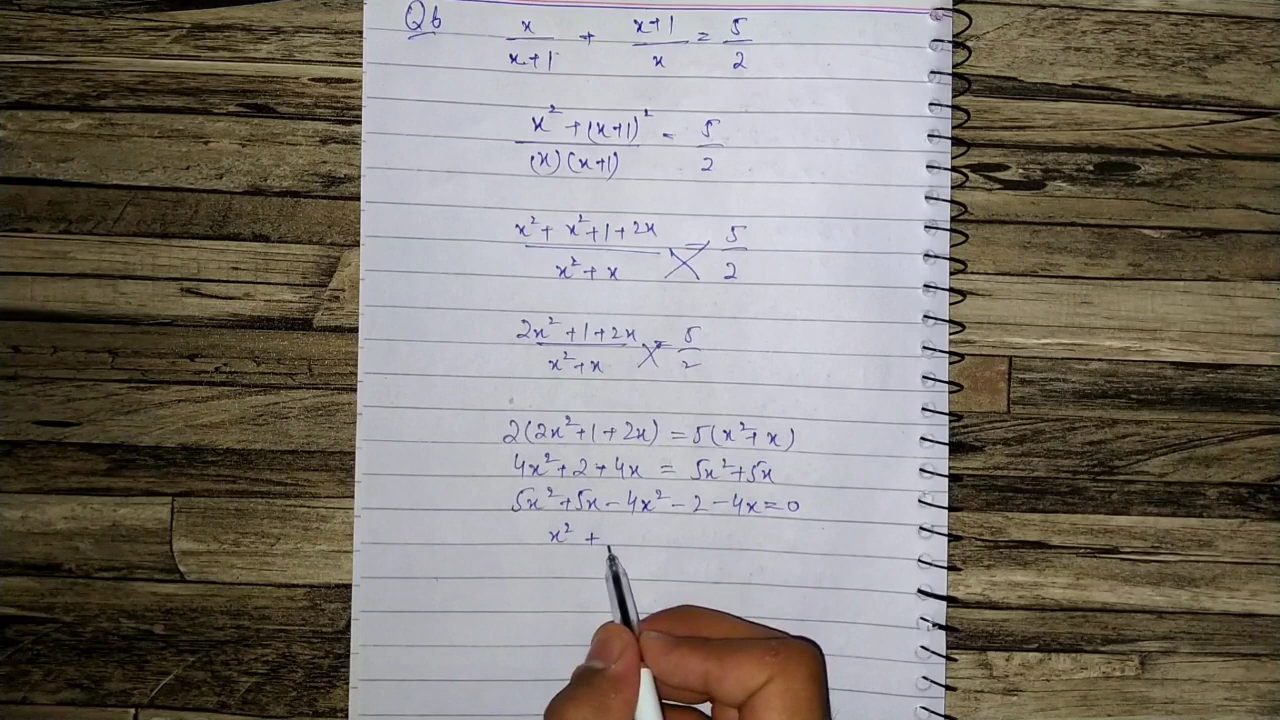 Q6 x/(x+1) + (x+1)/x = 5/2
(x² + (x+1)²)/((x)(x+1)) = 5/2
(x² + x² + 1 + 2x)/(x² + x) = 5/2
(2x² + 1 + 2x)/(x² + x) = 5/2
2(2x² + 1 + 2x) = 5(x² + x)
4x² + 2 + 4x = 5x² + 5x
5x² + 5x - 4x² - 2 - 4x = 0
x² +